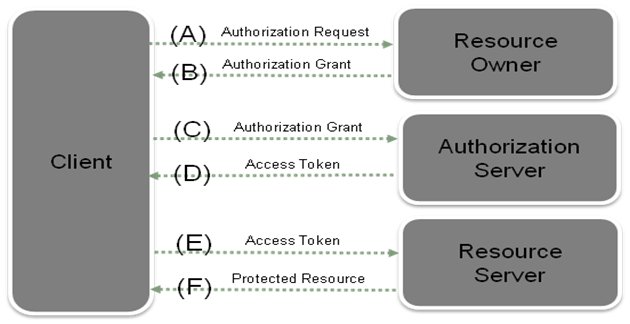 Client
(A) Authorization Request
(B) Authorization Grant
Resource
Owner
(C) Authorization Grant
(D) Access Token
Authorization
Server
(E) Access Token
(F) Protected Resource
Resource
Server